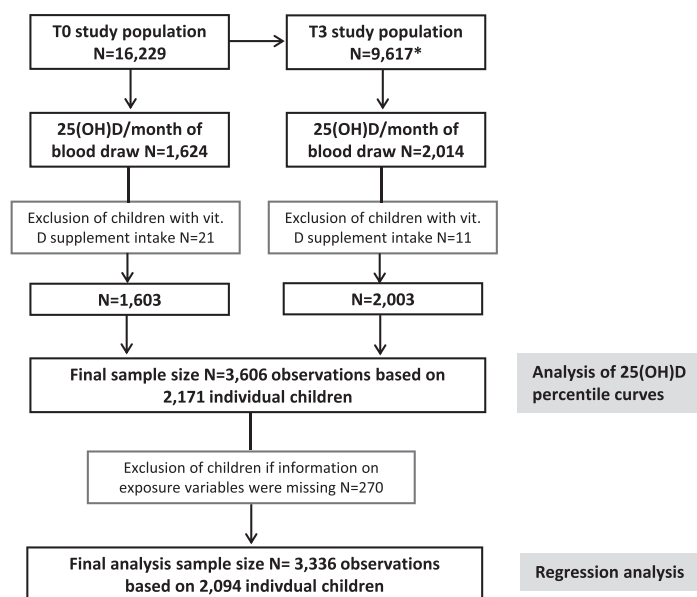 T0 study population
N=16,229
T3 study population
N=9,617*
25(OH)D/month of
blood draw N=1,624
25(OH)D/month of
blood draw N=2,014
Exclusion of children with vit.
D supplement intake N=21
Exclusion of children with vit.
D supplement intake N=11
N=1,603
N=2,003
Final sample size N=3,606 observations based on
2,171 individual children
Analysis of 25(OH)D
percentile curves
Exclusion of children if information on
exposure variables were missing N=270
Final analysis sample size N= 3,336 observations
based on 2,094 indivdual children
Regression analysis